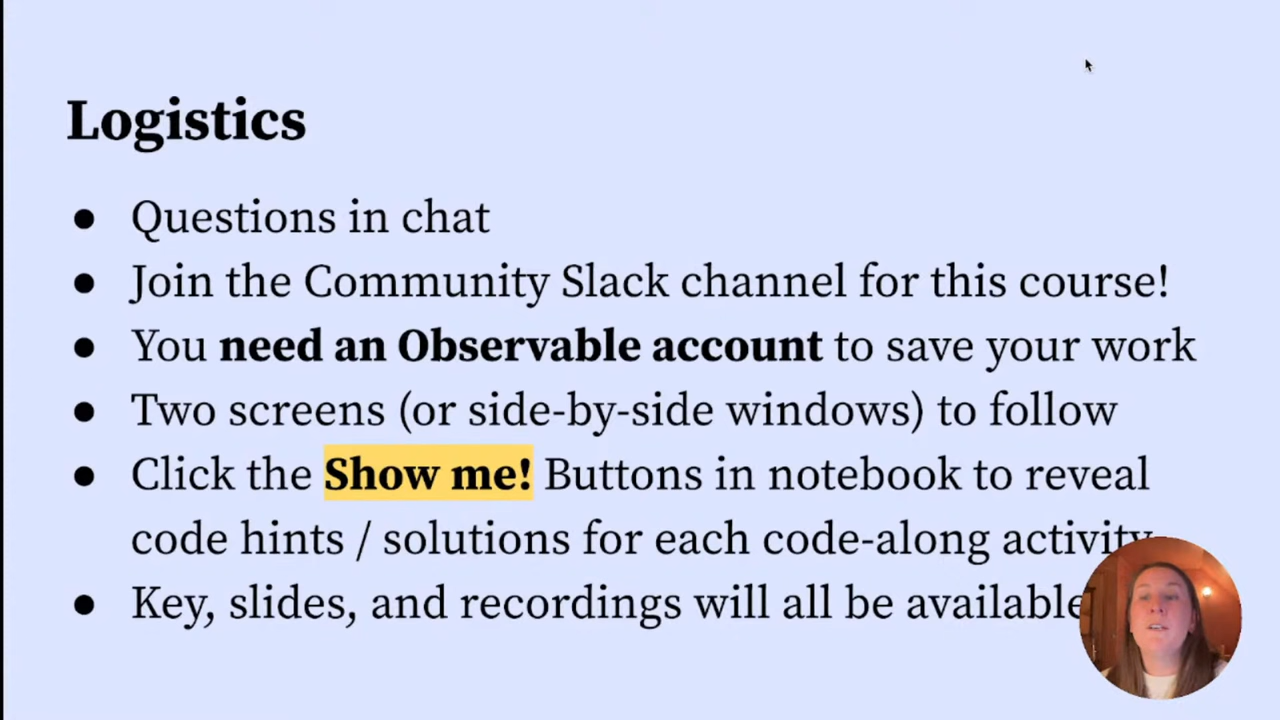 Logistics
● Questions in chat
● Join the Community Slack channel for this course!
● You need an Observable account to save your work
● Two screens (or side-by-side windows) to follow
● Click the Show me! Buttons in notebook to reveal
code hints / solutions for each code-along activity
● Key, slides, and recordings will all be available